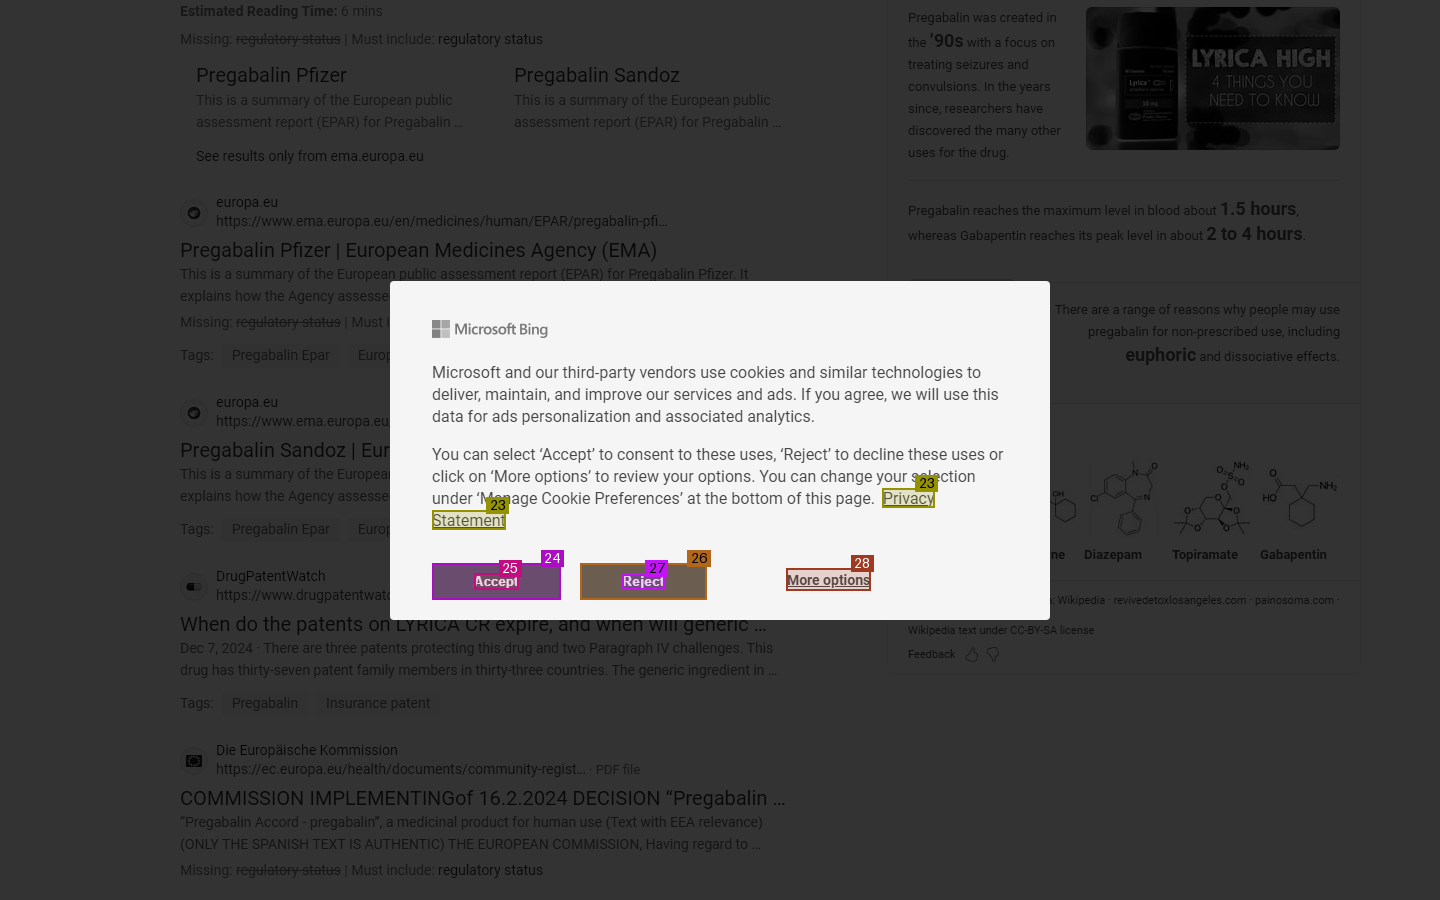 Estimated Reading Time: 6 mins
Missing: regulatory status | Must include: regulatory status
Pregabalin Pfizer
This is a summary of the European public
assessment report (EPAR) for Pregabalin ...
Pregabalin Sandoz
This is a summary of the European public
assessment report (EPAR) for Pregabalin ...
See results only from ema.europa.eu
europa.eu
https://www.ema.europa.eu/en/medicines/human/EPAR/pregabalin-pfi...
Pregabalin Pfizer | European Medicines Agency (EMA)
This is a summary of the European public assessment report (EPAR) for Pregabalin Pfizer. It
explains how the Agency assesse
Missing: regulatory status | Must i
Tags: Pregabalin Epar Europ
europa.eu
https://www.ema.europa.eu
Pregabalin Sandoz | Eur
This is a summary of the Europea
explains how the Agency assesse
Tags: Pregabalin Epar Europ
DrugPatentWatch
https://www.drugpatentwatc
When do the patents on LYRICA CR expire, and when will generic ...
Dec 7, 2024 · There are three patents protecting this drug and two Paragraph IV challenges. This
drug has thirty-seven patent family members in thirty-three countries. The generic ingredient in ...
Tags: Pregabalin Insurance patent
Die Europäische Kommission
https://ec.europa.eu/health/documents/community-regist... · PDF file
COMMISSION IMPLEMENTINGof 16.2.2024 DECISION “Pregabalin ...
“Pregabalin Accord - pregabalin”, a medicinal product for human use (Text with EEA relevance)
(ONLY THE SPANISH TEXT IS AUTHENTIC) THE EUROPEAN COMMISSION, Having regard to ...
Missing: regulatory status | Must include: regulatory status
Microsoft Bing
Microsoft and our third-party vendors use cookies and similar technologies to
deliver, maintain, and improve our services and ads. If you agree, we will use this
data for ads personalization and associated analytics.
You can select ‘Accept’ to consent to these uses, ‘Reject’ to decline these uses or
click on ‘More options’ to review your options. You can change your selection
under ‘Manage Cookie Preferences’ at the bottom of this page. Privacy
Statement
23
23
24
25
Accept
26
27
Reject
28
More options
Pregabalin was created in
the ’90s with a focus on
treating seizures and
convulsions. In the years
since, researchers have
discovered the many other
uses for the drug.
Lyrica
LYRICA HIGH
4 THINGS YOU
NEED TO KNOW
Pregabalin reaches the maximum level in blood about 1.5 hours,
whereas Gabapentin reaches its peak level in about 2 to 4 hours.
There are a range of reasons why people may use
pregabalin for non-prescribed use, including
euphoric and dissociative effects.
ne Diazepam Topiramate Gabapentin
: Wikipedia · revivedetoxlosangeles.com · painosoma.com ·
Wikipedia text under CC-BY-SA license
Feedback